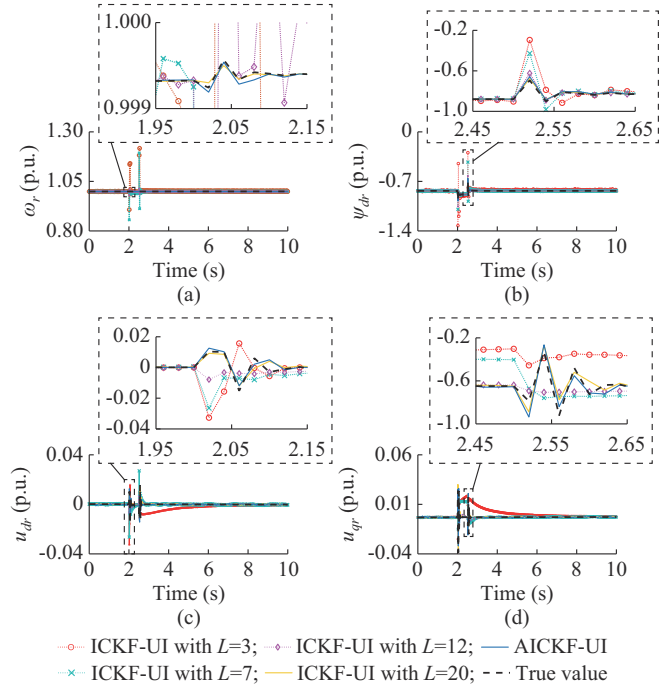 1.000
0.999
1.95 2.05 2.15
1.30
1.05
0.80
ωr (p.u.)
0 2 4 6 8 10
Time (s)
(a)
-0.2
-0.6
-1.0
2.45 2.55 2.65
0
-0.7
-1.4
ψdr (p.u.)
0 2 4 6 8 10
Time (s)
(b)
0.02
0
-0.02
-0.04
1.95 2.05 2.15
0.04
0
-0.04
udr (p.u.)
0 2 4 6 8 10
Time (s)
(c)
-0.2
-0.6
-1.0
2.45 2.55 2.65
0.06
0.01
-0.04
uqr (p.u.)
0 2 4 6 8 10
Time (s)
(d)
ICKF-UI with L=3; ICKF-UI with L=12; AICKF-UI
ICKF-UI with L=7; ICKF-UI with L=20; True value